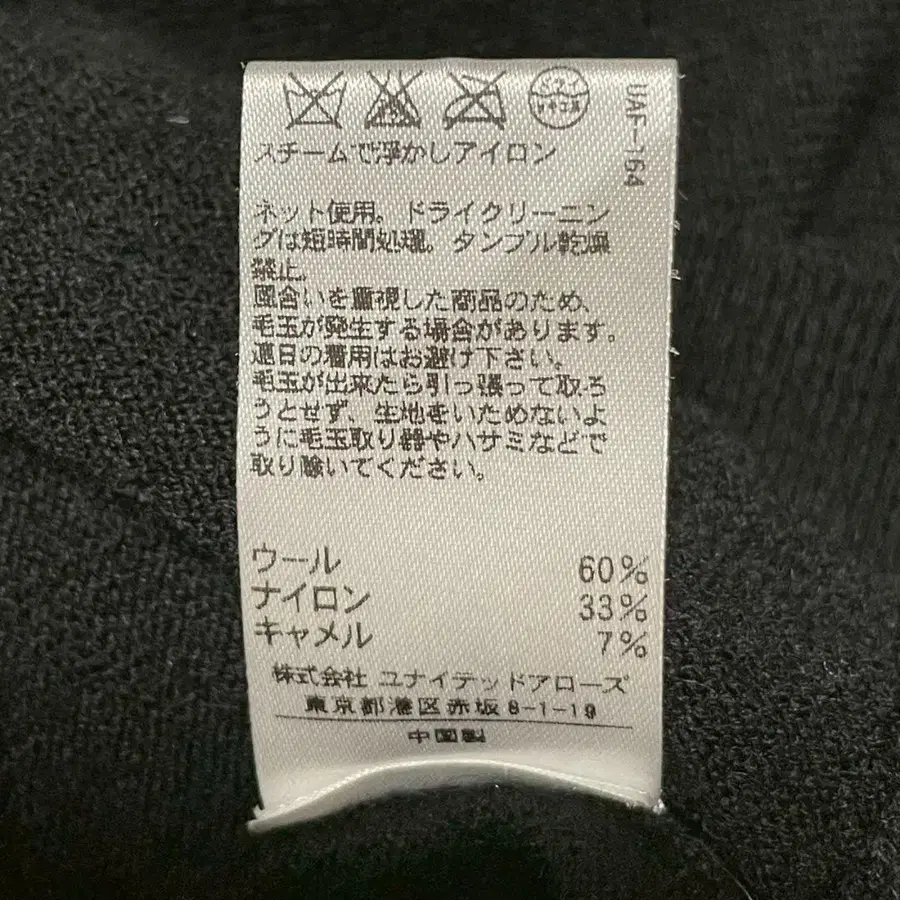 UAF-164
スチームで浮かしアイロン
ネット使用。ドライクリーニン
グは短時間処理。タンブル乾燥
禁止。
風合いを重視した商品のため、
毛玉が発生する場合があります。
連日の着用はお避け下さい。
毛玉が出来たら引っ張って取ろ
うとせず、生地をいためないよ
うに毛玉取り器やハサミなどで
取り除いてください。
ウール 60%
ナイロン 33%
キャメル 7%
株式会社 ユナイテッドアローズ
東京都港区赤坂8-1-19
中国製